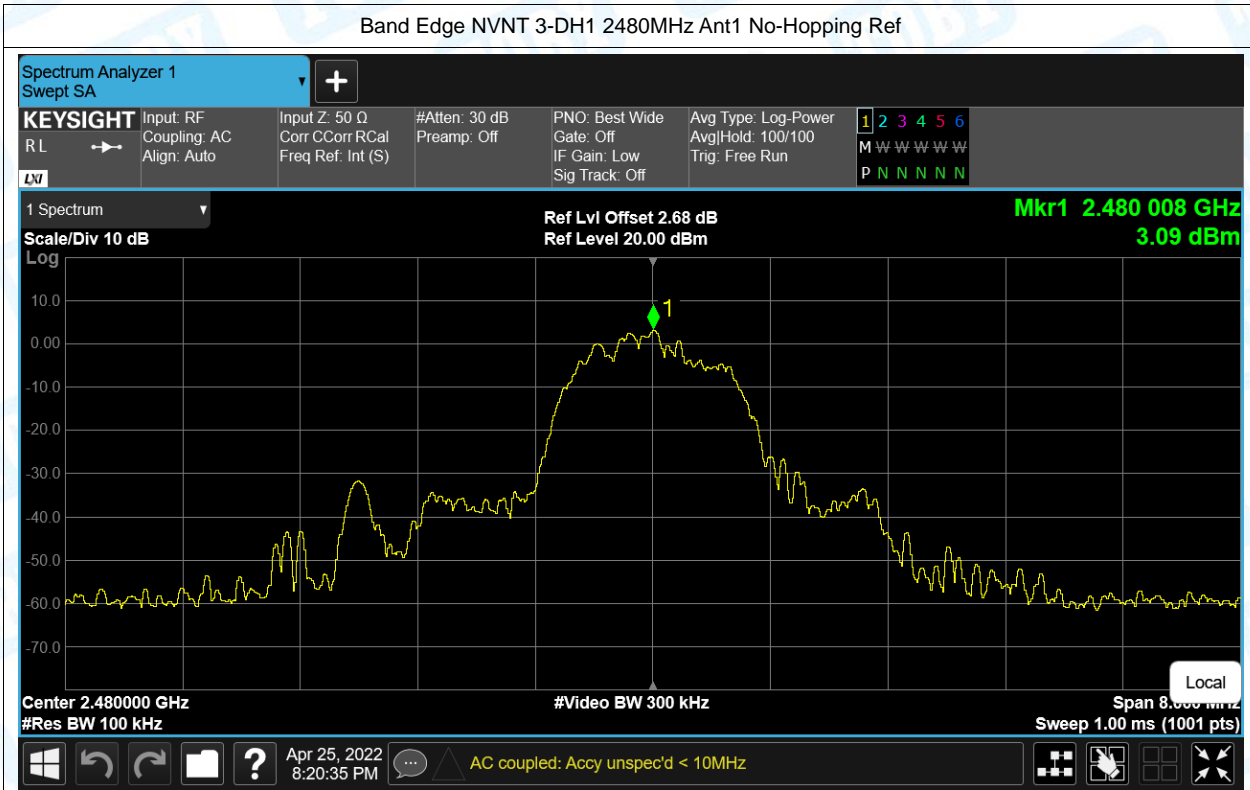 Band Edge NVNT 3-DH1 2480MHz Ant1 No-Hopping Ref
Spectrum Analyzer 1
Swept SA
KEYSIGHT
R L
LXI
Input: RF
Coupling: AC
Align: Auto
Input Z: 50 Ω
Corr CCorr RCal
Freq Ref: Int (S)
#Atten: 30 dB
Preamp: Off
PNO: Best Wide
Gate: Off
IF Gain: Low
Sig Track: Off
Avg Type: Log-Power
Avg|Hold: 100/100
Trig: Free Run
1 2 3 4 5 6
M W W W W W
P N N N N N
1 Spectrum
Scale/Div 10 dB
Ref Lvl Offset 2.68 dB
Ref Level 20.00 dBm
Mkr1 2.480 008 GHz
3.09 dBm
Log
10.0
0.00
-10.0
-20.0
-30.0
-40.0
-50.0
-60.0
-70.0
1
Center 2.480000 GHz
#Res BW 100 kHz
#Video BW 300 kHz
Local
Span 8.000 MHz
Sweep 1.00 ms (1001 pts)
?
Apr 25, 2022
8:20:35 PM
AC coupled: Accy unspec'd < 10MHz